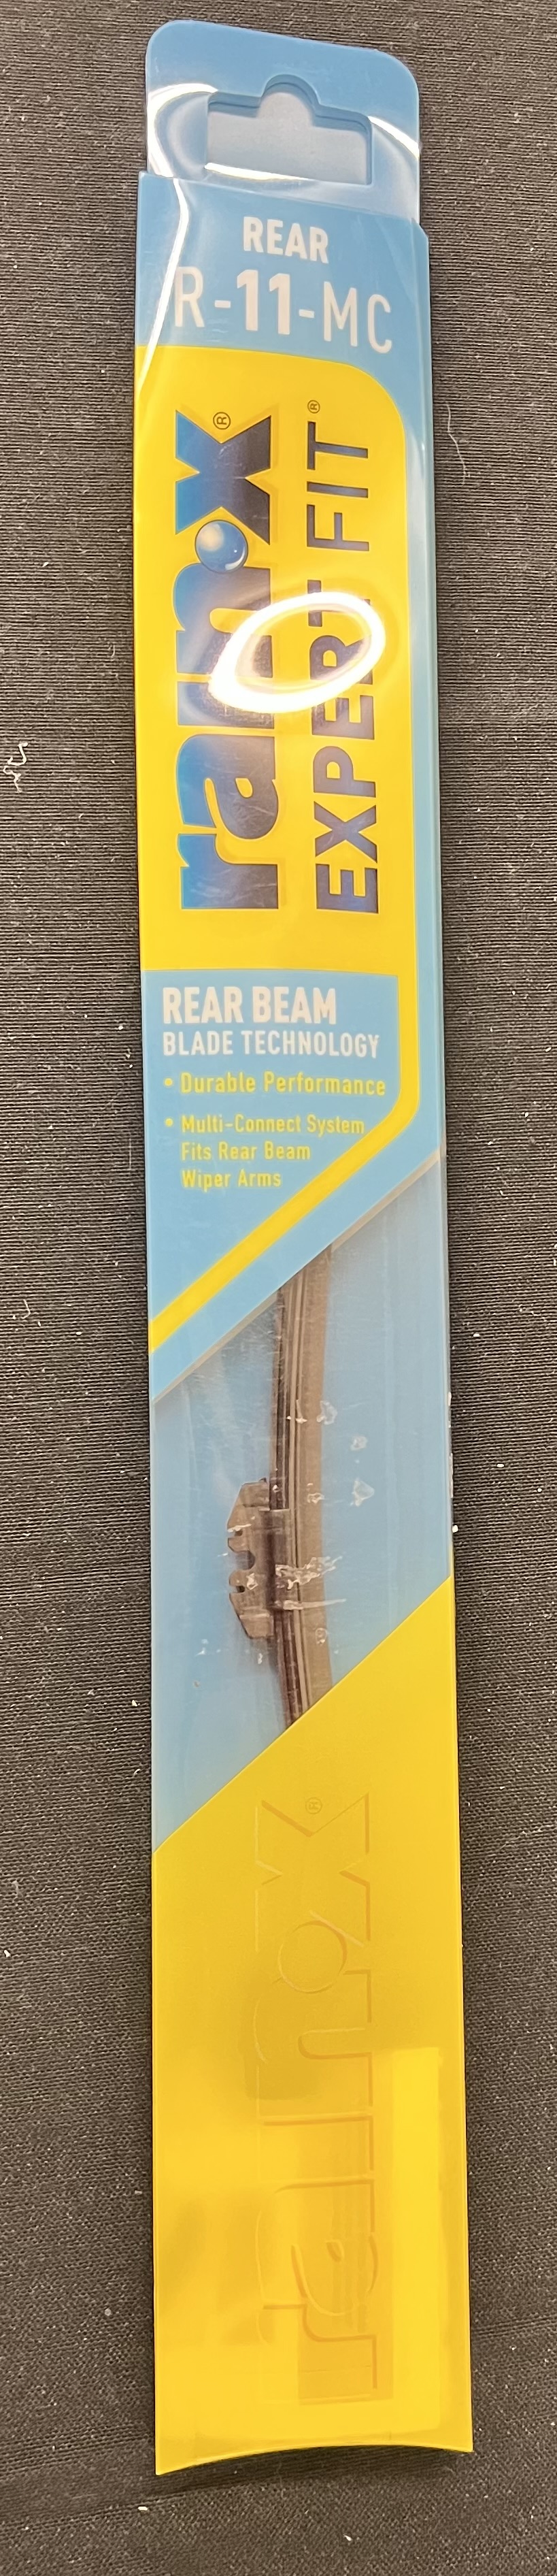 REAR
R-11-MC
rain·x®
EXPERT FIT®
REAR BEAM
BLADE TECHNOLOGY
• Durable Performance
• Multi-Connect System
Fits Rear Beam
Wiper Arms
rain·x®